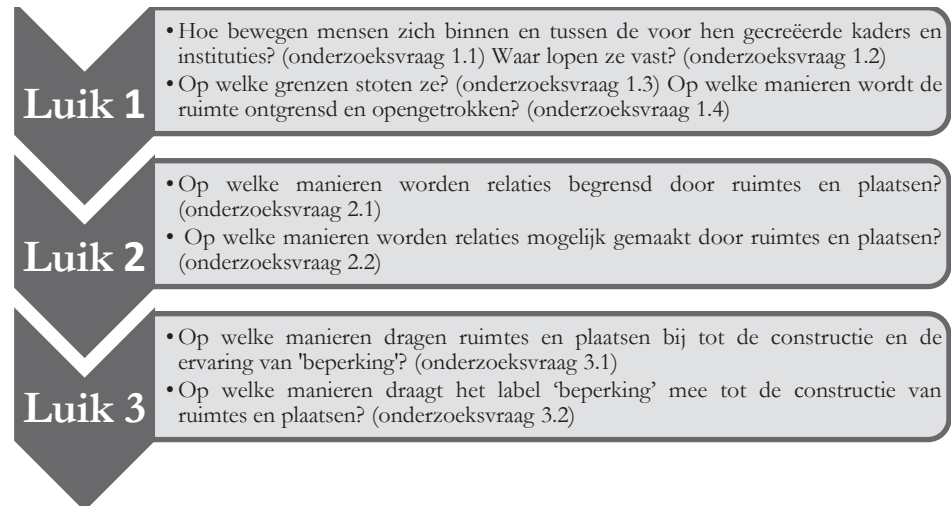 Luik 1
• Hoe bewegen mensen zich binnen en tussen de voor hen gecreëerde kaders en
instituties? (onderzoeksvraag 1.1) Waar lopen ze vast? (onderzoeksvraag 1.2)
• Op welke grenzen stoten ze? (onderzoeksvraag 1.3) Op welke manieren wordt de
ruimte ontgrensd en opengetrokken? (onderzoeksvraag 1.4)
Luik 2
• Op welke manieren worden relaties begrensd door ruimtes en plaatsen?
(onderzoeksvraag 2.1)
• Op welke manieren worden relaties mogelijk gemaakt door ruimtes en plaatsen?
(onderzoeksvraag 2.2)
Luik 3
• Op welke manieren dragen ruimtes en plaatsen bij tot de constructie en de
ervaring van 'beperking'? (onderzoeksvraag 3.1)
• Op welke manieren draagt het label ‘beperking’ mee tot de constructie van
ruimtes en plaatsen? (onderzoeksvraag 3.2)